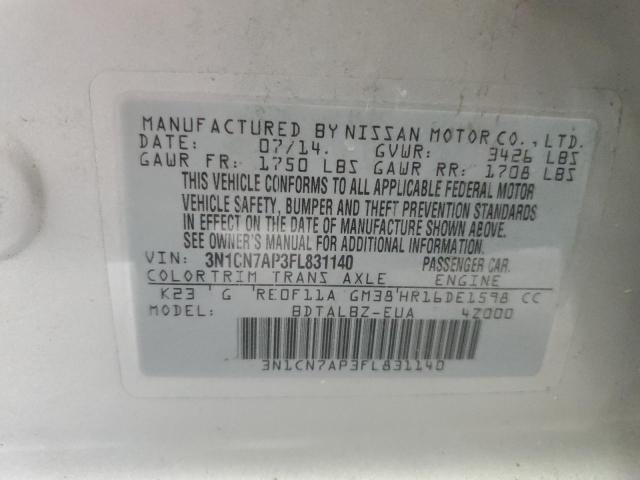 MANUFACTURED BY NISSAN MOTOR CO., LTD.
DATE: 07/14. GVWR: 3426 LBS
GAWR FR: 1750 LBS GAWR RR: 1708 LBS
THIS VEHICLE CONFORMS TO ALL APPLICABLE FEDERAL MOTOR
VEHICLE SAFETY, BUMPER AND THEFT PREVENTION STANDARDS
IN EFFECT ON THE DATE OF MANUFACTURE SHOWN ABOVE.
SEE OWNER'S MANUAL FOR ADDITIONAL INFORMATION.
VIN: 3N1CN7AP3FL831140 PASSENGER CAR.
COLOR TRIM TRANS AXLE ENGINE
K23 ' G 'RE0F11A GM38'HR16DE1598 CC
MODEL: BDTALBZ-EUA 4Z000
3N1CN7AP3FL831140